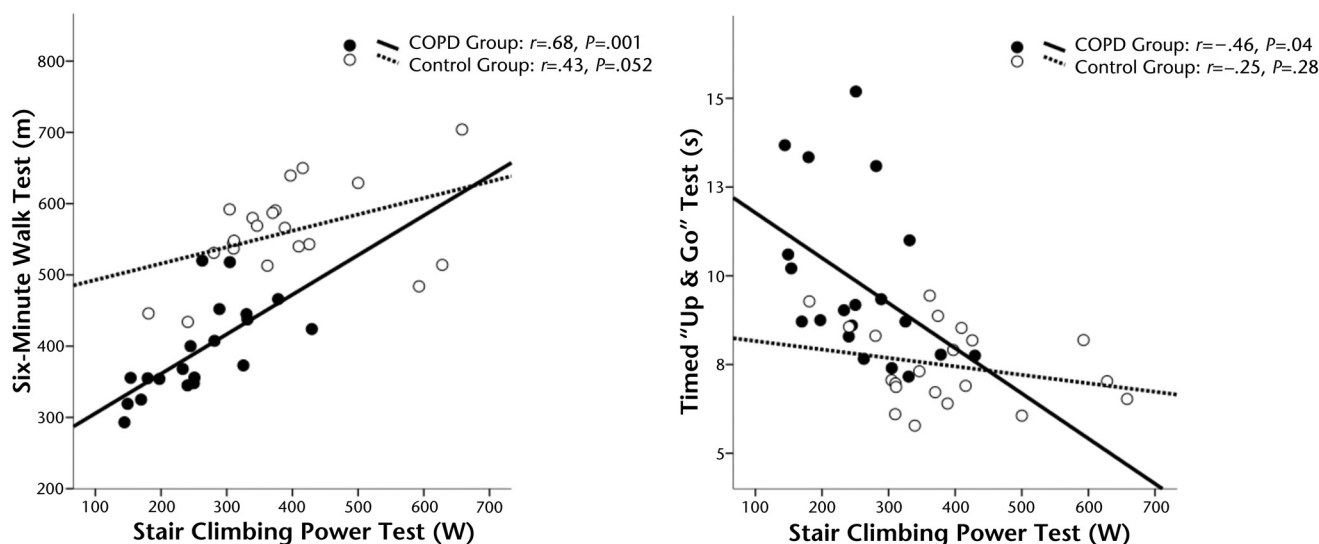 COPD Group: r=.68, P=.001
Control Group: r=.43, P=.052
Six-Minute Walk Test (m)
800
700
600
500
400
300
200
100 200 300 400 500 600 700
Stair Climbing Power Test (W)
COPD Group: r=−.46, P=.04
Control Group: r=−.25, P=.28
Timed “Up & Go” Test (s)
15
13
10
8
5
100 200 300 400 500 600 700
Stair Climbing Power Test (W)